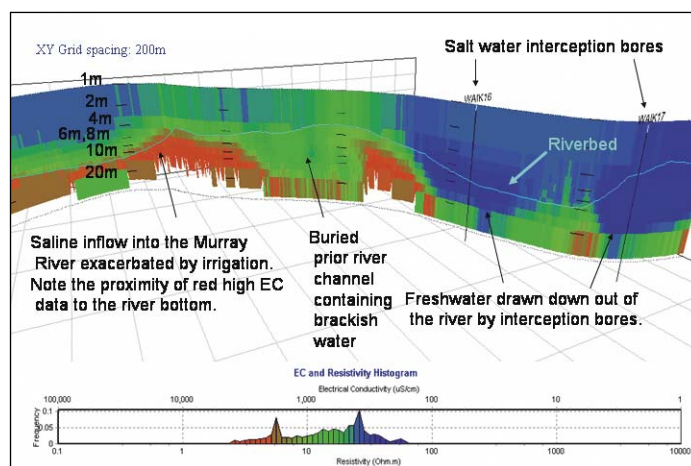 XY Grid spacing: 200m
Salt water interception bores
1m
2m
4m
6m,8m
10m
20m
WAIK16
WAIK17
Riverbed
Saline inflow into the Murray
River exacerbated by irrigation.
Note the proximity of red high EC
data to the river bottom.
Buried
prior river
channel
containing
brackish
water
Freshwater drawn down out of
the river by interception bores.
EC and Resistivity Histogram
Electrical Conductivity (uS/cm)
100,000 10,000 1,000 100 10 1
Frequency
0.1
0.05
0
0.1 1 10 100 1000 10000
Resistivity (Ohm.m)